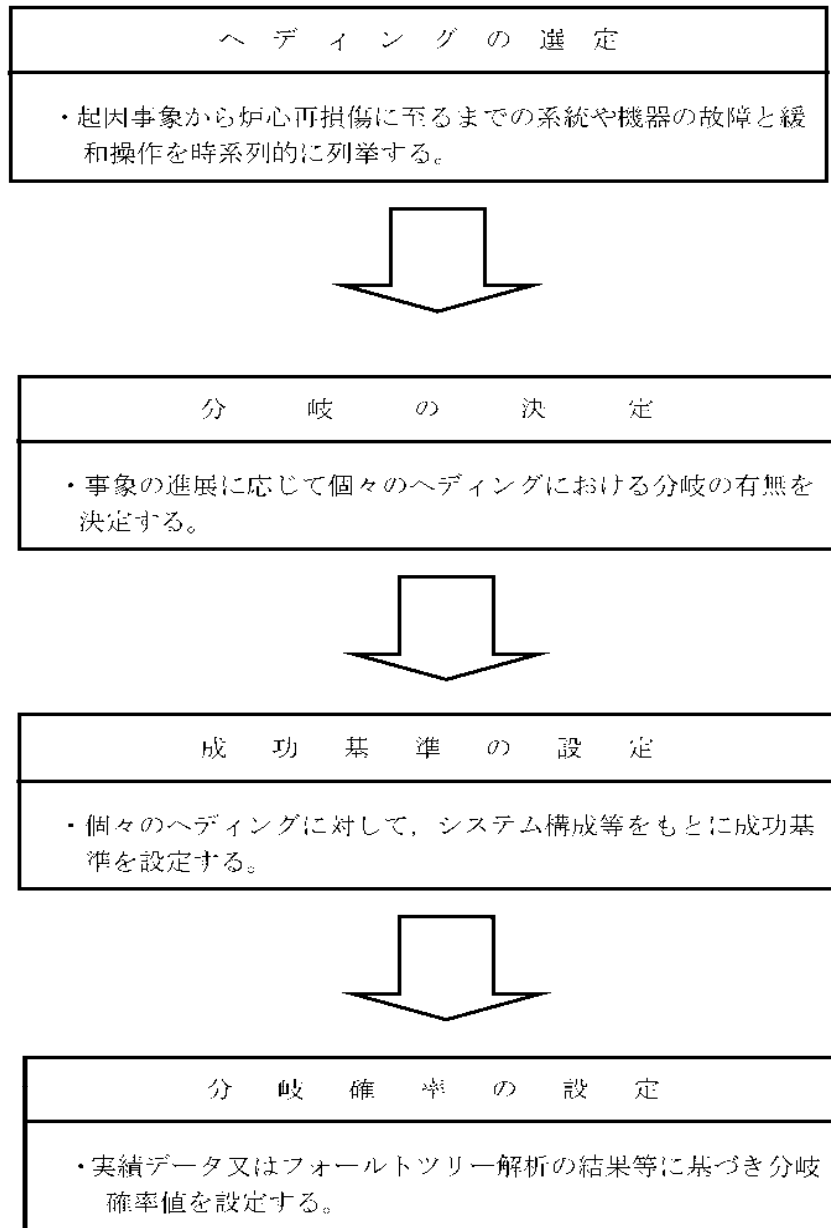 ヘディングの選定
・起因事象から炉心再損傷に至るまでの系統や機器の故障と緩
和操作を時系列的に列挙する。
分岐の決定
・事象の進展に応じて個々のヘディングにおける分岐の有無を
決定する。
成功基準の設定
・個々のヘディングに対して，システム構成等をもとに成功基
準を設定する。
分岐確率の設定
・実績データ又はフォールトツリー解析の結果等に基づき分岐
確率値を設定する。